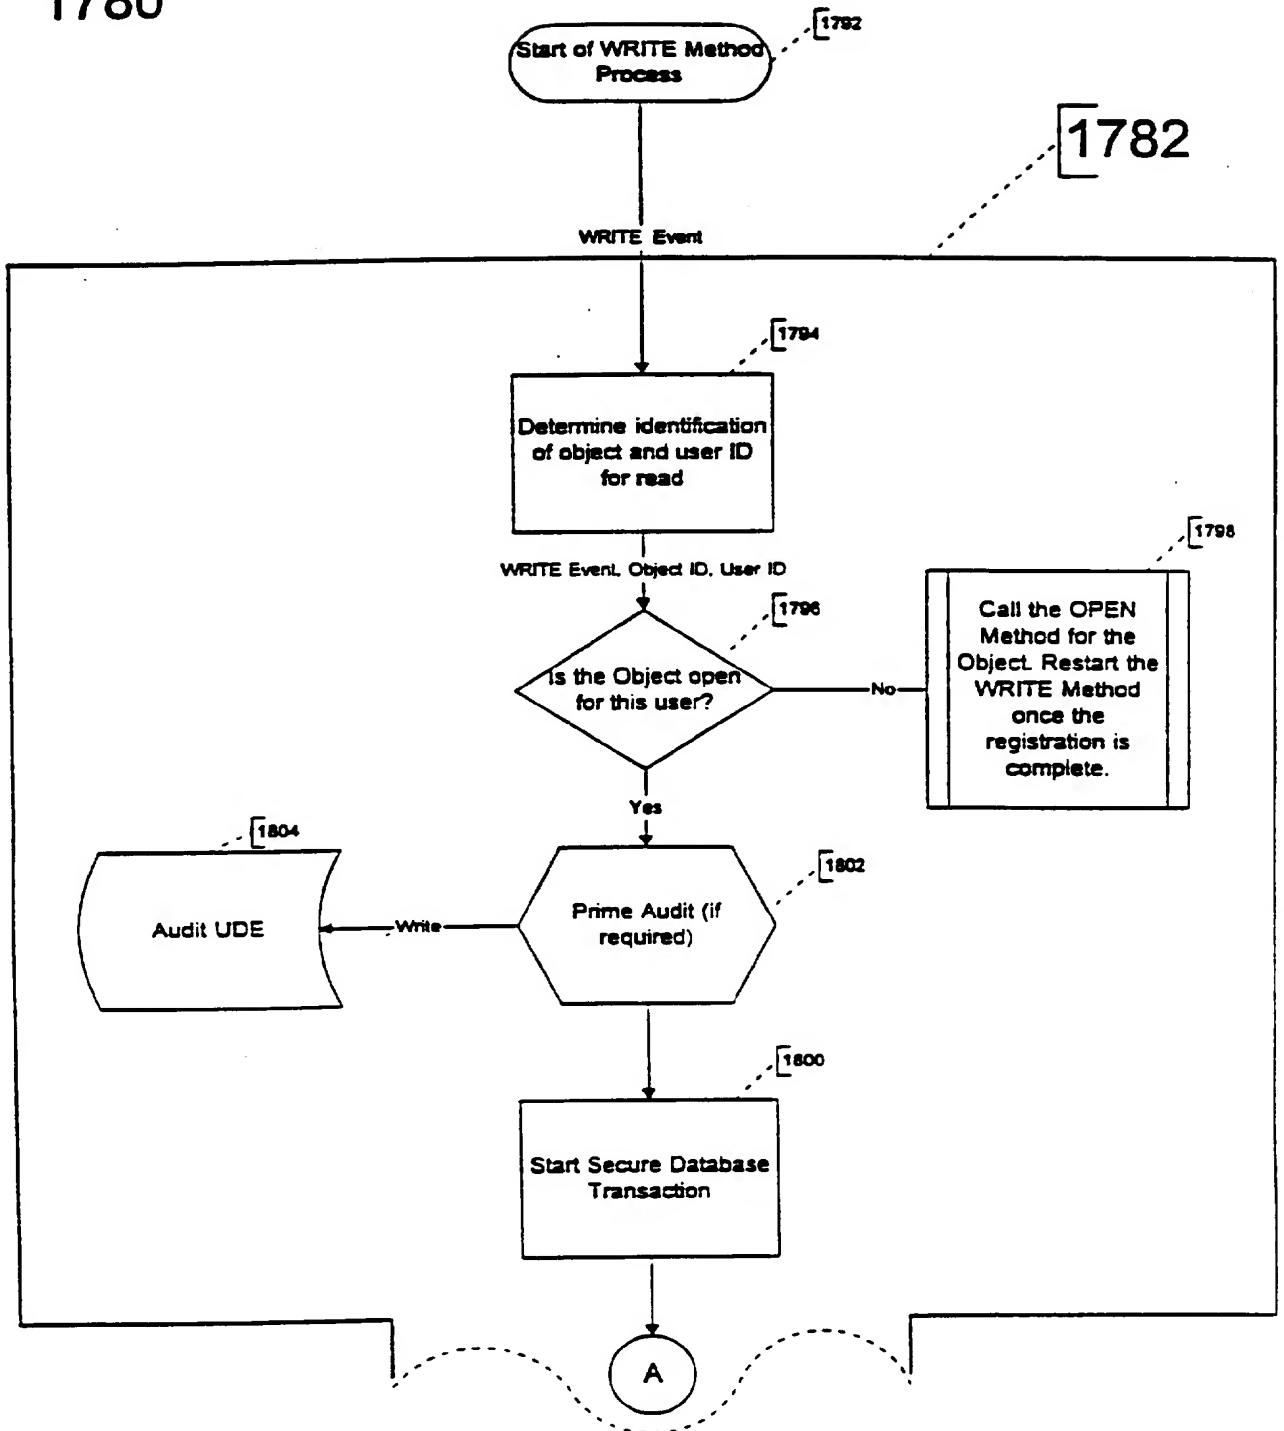 1780
1792
Start of WRITE Method
Process
1782
WRITE Event
1794
Determine identification
of object and user ID
for read
WRITE Event, Object ID, User ID
1798
1796
Call the OPEN
Method for the
Object. Restart the
WRITE Method
once the
registration is
complete.
Is the Object open
for this user?
No
Yes
1804
1802
Audit UDE
Write
Prime Audit (if
required)
1800
Start Secure Database
Transaction
A